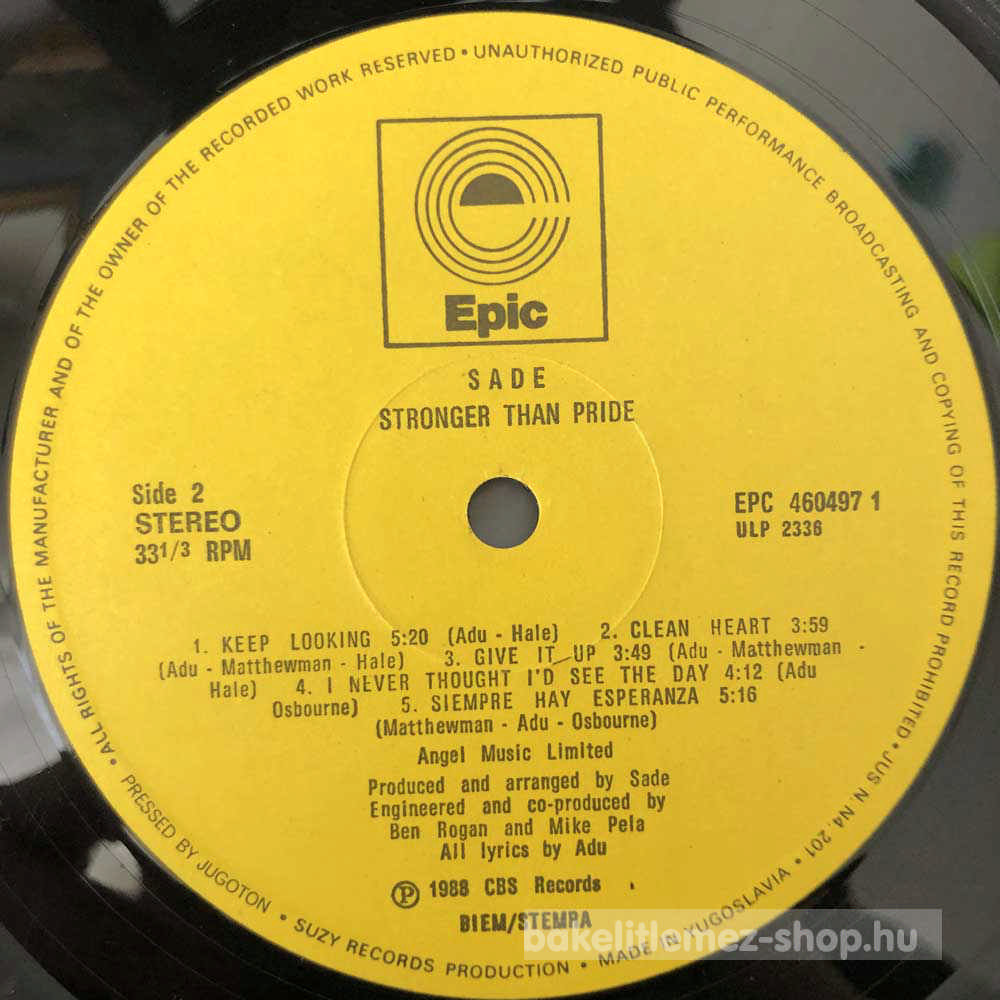 Epic
SADE
STRONGER THAN PRIDE
Side 2
STEREO
33 1/3 RPM
EPC 460497 1
ULP 2336
1. KEEP LOOKING 5:20 (Adu - Hale) 2. CLEAN HEART 3:59
(Adu - Matthewman - Hale) 3. GIVE IT UP 3:49 (Adu - Matthewman -
Hale) 4. I NEVER THOUGHT I'D SEE THE DAY 4:12 (Adu
Osbourne) 5. SIEMPRE HAY ESPERANZA 5:16
(Matthewman - Adu - Osbourne)
Angel Music Limited
Produced and arranged by Sade
Engineered and co-produced by
Ben Rogan and Mike Pela
All lyrics by Adu
Ⓟ 1988 CBS Records
BIEM/STEMRA
• ALL RIGHTS OF THE MANUFACTURER AND OF THE OWNER OF THE RECORDED WORK RESERVED • UNAUTHORIZED PUBLIC PERFORMANCE BROADCASTING AND COPYING OF THIS RECORD PROHIBITED • JUS N. N4 201 •
PRESSED BY JUGOTON • SUZY RECORDS PRODUCTION • MADE IN YUGOSLAVIA
bakelitlemez-shop.hu